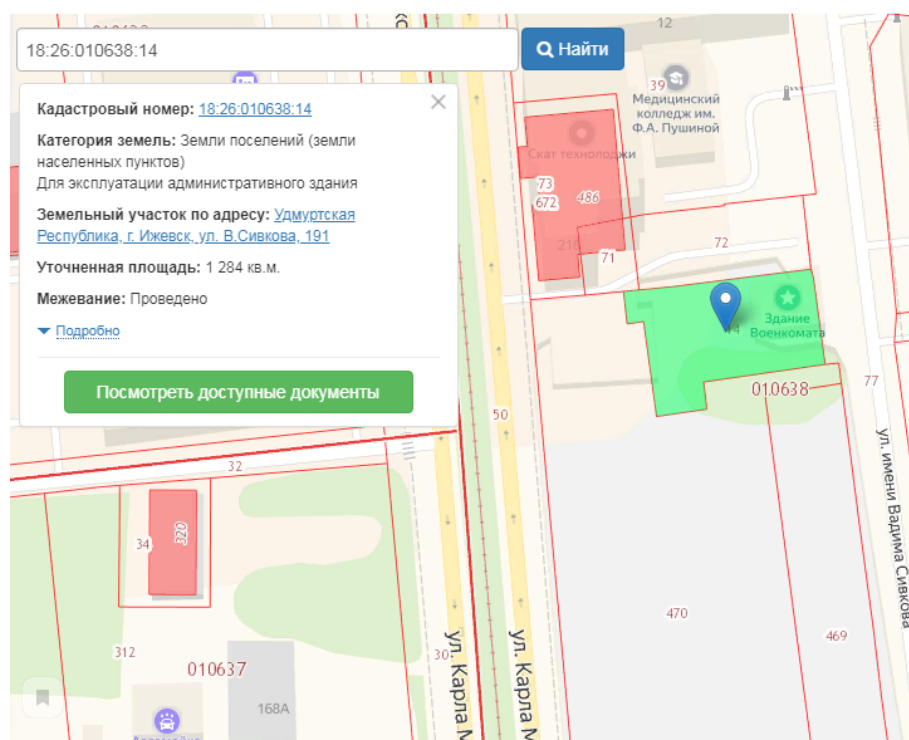 12
18:26:010638:14
Найти
Кадастровый номер: 18:26:010638:14
Категория земель: Земли поселений (земли
населенных пунктов)
Для эксплуатации административного здания
Земельный участок по адресу: Удмуртская
Республика, г. Ижевск, ул. В.Сивкова, 191
Уточненная площадь: 1 284 кв.м.
Межевание: Проведено
Подробно
Посмотреть доступные документы
39
Медицинский
колледж им.
Ф.А. Пушиной
Скат технолоджи
73
672
486
218
71
72
14
Здание
Военкомата
010638
77
50
ул. имени Вадима Сивкова
32
34
320
312
010637
30
168А
ул. Карла М
ул. Карла М
470
469